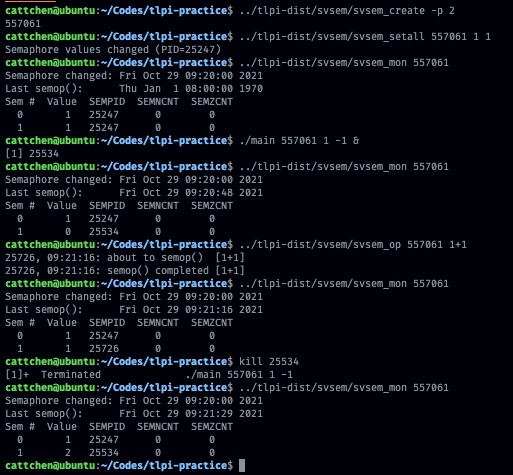 cattchen@ubuntu:~/Codes/tlpi-practice$ ../tlpi-dist/svsem/svsem_create -p 2
557061
cattchen@ubuntu:~/Codes/tlpi-practice$ ../tlpi-dist/svsem/svsem_setall 557061 1 1
Semaphore values changed (PID=25247)
cattchen@ubuntu:~/Codes/tlpi-practice$ ../tlpi-dist/svsem/svsem_mon 557061
Semaphore changed: Fri Oct 29 09:20:00 2021
Last semop():      Thu Jan  1 08:00:00 1970
Sem #  Value  SEMPID  SEMNCNT  SEMZCNT
  0       1   25247      0        0
  1       1   25247      0        0
cattchen@ubuntu:~/Codes/tlpi-practice$ ./main 557061 1 -1 &
[1] 25534
cattchen@ubuntu:~/Codes/tlpi-practice$ ../tlpi-dist/svsem/svsem_mon 557061
Semaphore changed: Fri Oct 29 09:20:00 2021
Last semop():      Fri Oct 29 09:20:48 2021
Sem #  Value  SEMPID  SEMNCNT  SEMZCNT
  0       1   25247      0        0
  1       0   25534      0        0
cattchen@ubuntu:~/Codes/tlpi-practice$ ../tlpi-dist/svsem/svsem_op 557061 1+1
25726, 09:21:16: about to semop()  [1+1]
25726, 09:21:16: semop() completed [1+1]
cattchen@ubuntu:~/Codes/tlpi-practice$ ../tlpi-dist/svsem/svsem_mon 557061
Semaphore changed: Fri Oct 29 09:20:00 2021
Last semop():      Fri Oct 29 09:21:16 2021
Sem #  Value  SEMPID  SEMNCNT  SEMZCNT
  0       1   25247      0        0
  1       1   25726      0        0
cattchen@ubuntu:~/Codes/tlpi-practice$ kill 25534
[1]+  Terminated              ./main 557061 1 -1
cattchen@ubuntu:~/Codes/tlpi-practice$ ../tlpi-dist/svsem/svsem_mon 557061
Semaphore changed: Fri Oct 29 09:20:00 2021
Last semop():      Fri Oct 29 09:21:29 2021
Sem #  Value  SEMPID  SEMNCNT  SEMZCNT
  0       1   25247      0        0
  1       2   25534      0        0
cattchen@ubuntu:~/Codes/tlpi-practice$